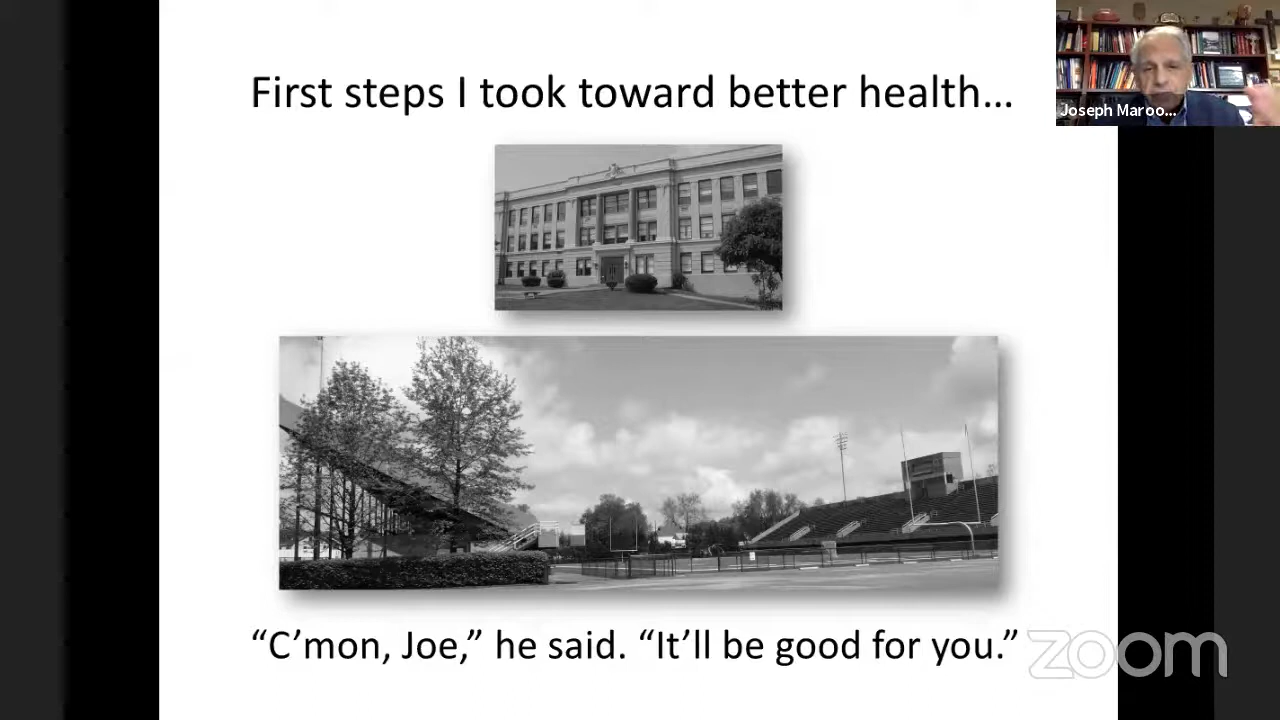 First steps I took toward better health…
Joseph Maroo...
“C’mon, Joe,” he said. “It’ll be good for you.”
zoom